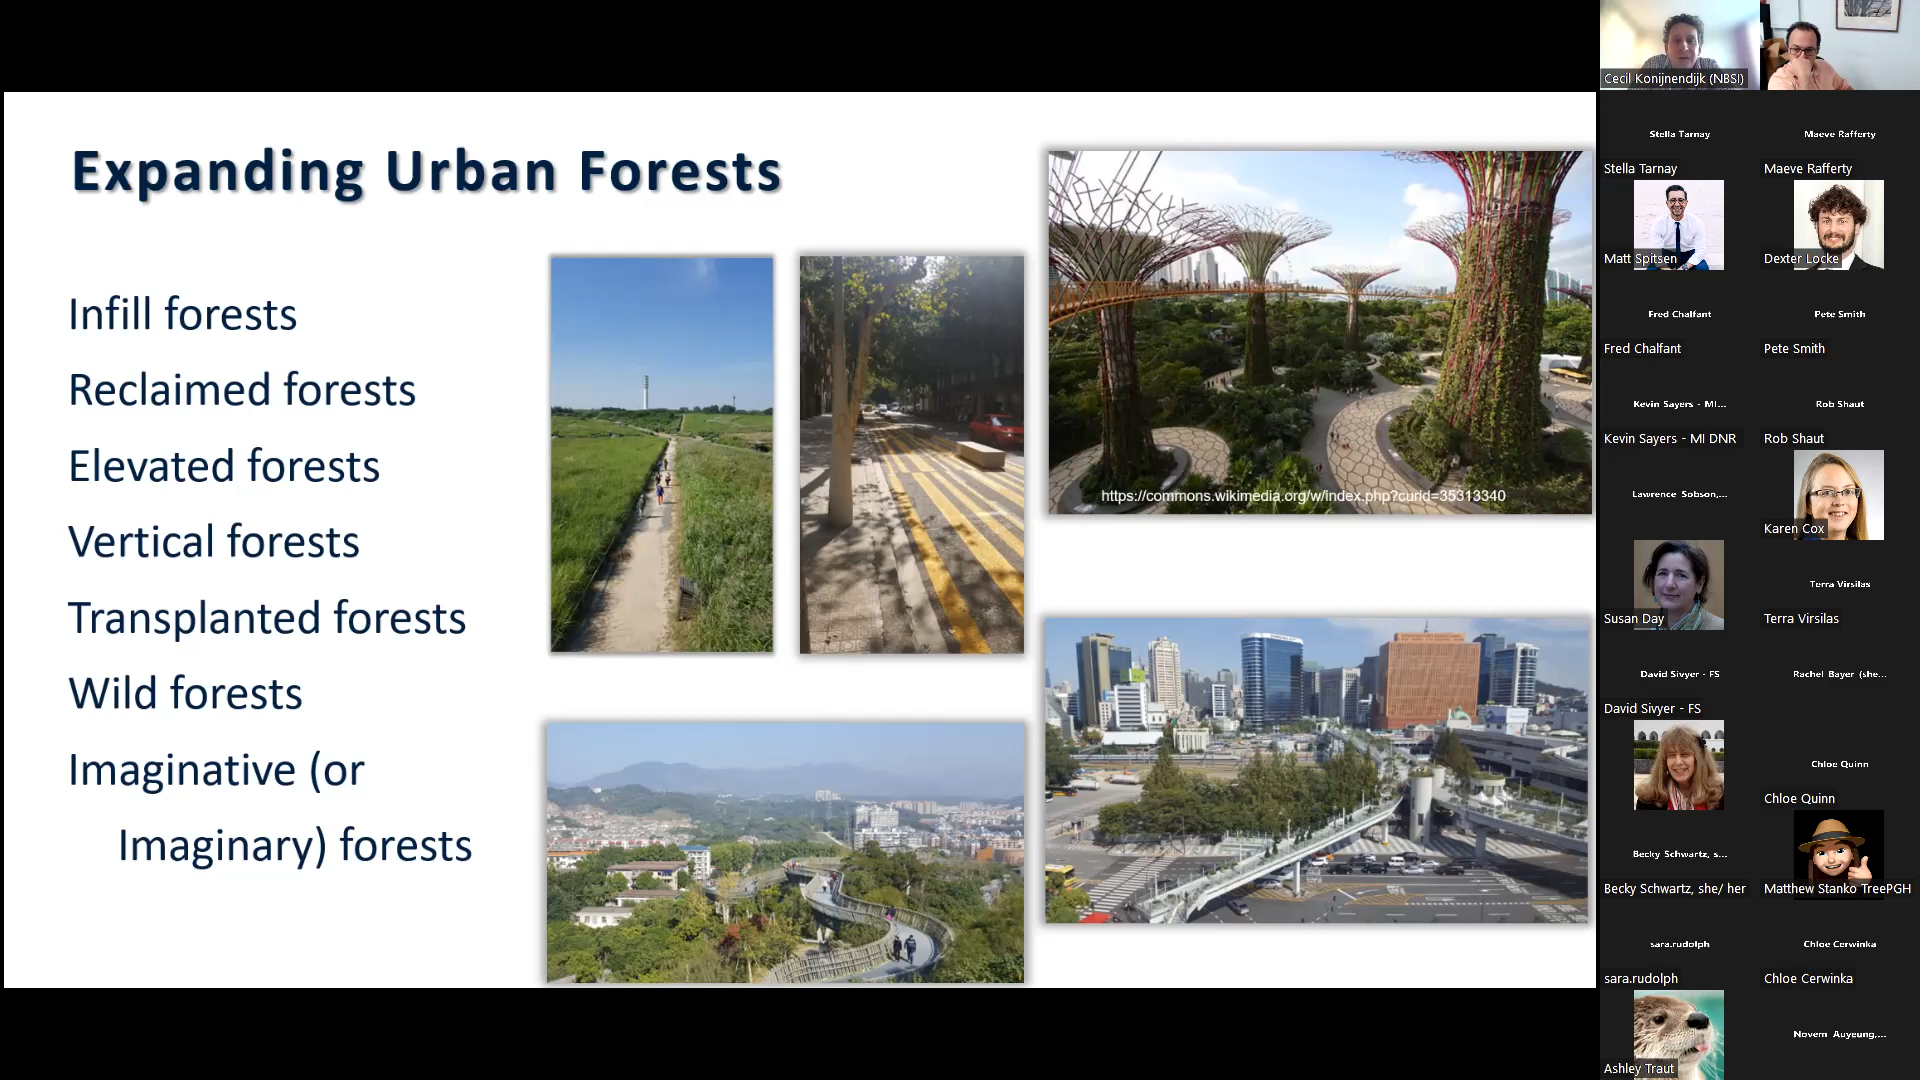 Expanding Urban Forests
Infill forests
Reclaimed forests
Elevated forests
Vertical forests
Transplanted forests
Wild forests
Imaginative (or
Imaginary) forests
https://commons.wikimedia.org/w/index.php?curid=35313340
Cecil Konijnendijk (NBSI)
Stella Tarnay
Stella Tarnay
Maeve Rafferty
Maeve Rafferty
Matt Spitsen
Dexter Locke
Fred Chalfant
Fred Chalfant
Pete Smith
Pete Smith
Kevin Sayers - MI...
Kevin Sayers - MI DNR
Rob Shaut
Rob Shaut
Lawrence Sobson,...
Karen Cox
Susan Day
Terra Virsilas
Terra Virsilas
David Sivyer - FS
David Sivyer - FS
Rachel Bayer (she...
Chloe Quinn
Chloe Quinn
Becky Schwartz, s...
Becky Schwartz, she/ her
Matthew Stanko TreePGH
sara.rudolph
sara.rudolph
Chloe Cerwinka
Chloe Cerwinka
Ashley Traut
Novem Auyeung,...